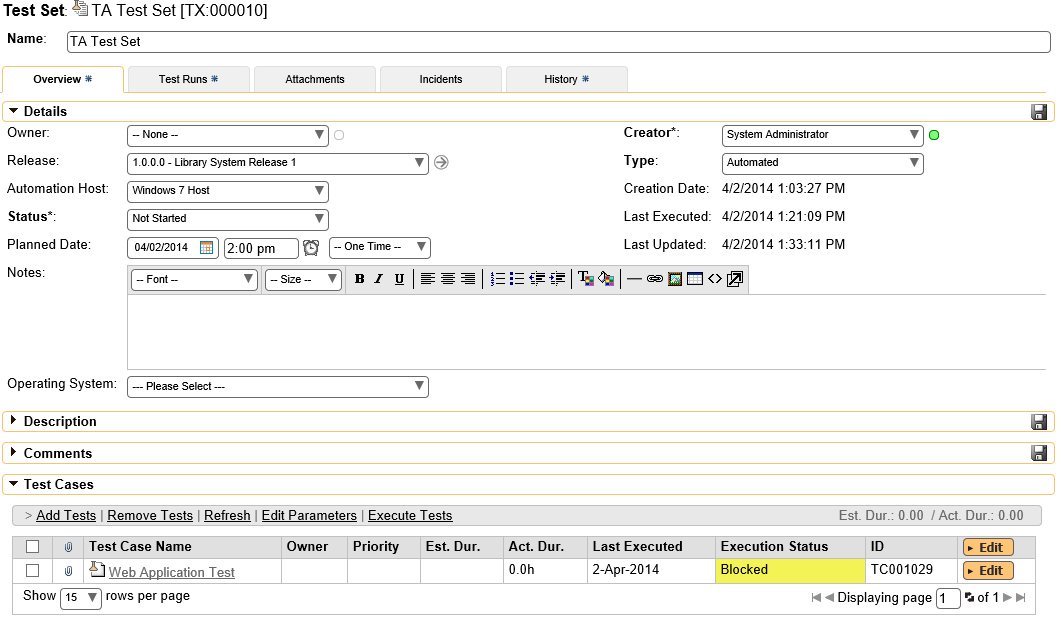 Test Set: TA Test Set [TX:000010]
Name: TA Test Set
Overview * Test Runs * Attachments Incidents History *
Details
Owner: -- None -- Creator*: System Administrator
Release: 1.0.0.0 - Library System Release 1 Type: Automated
Automation Host: Windows 7 Host Creation Date: 4/2/2014 1:03:27 PM
Status*: Not Started Last Executed: 4/2/2014 1:21:09 PM
Planned Date: 04/02/2014 2:00 pm -- One Time -- Last Updated: 4/2/2014 1:33:11 PM
Notes: -- Font -- -- Size -- B I U
Operating System: --- Please Select ---
Description
Comments
Test Cases
> Add Tests | Remove Tests | Refresh | Edit Parameters | Execute Tests Est. Dur.: 0.00 / Act. Dur.: 0.00
Test Case Name Owner Priority Est. Dur. Act. Dur. Last Executed Execution Status ID Edit
Web Application Test 0.0h 2-Apr-2014 Blocked TC001029 Edit
Show 15 rows per page Displaying page 1 of 1